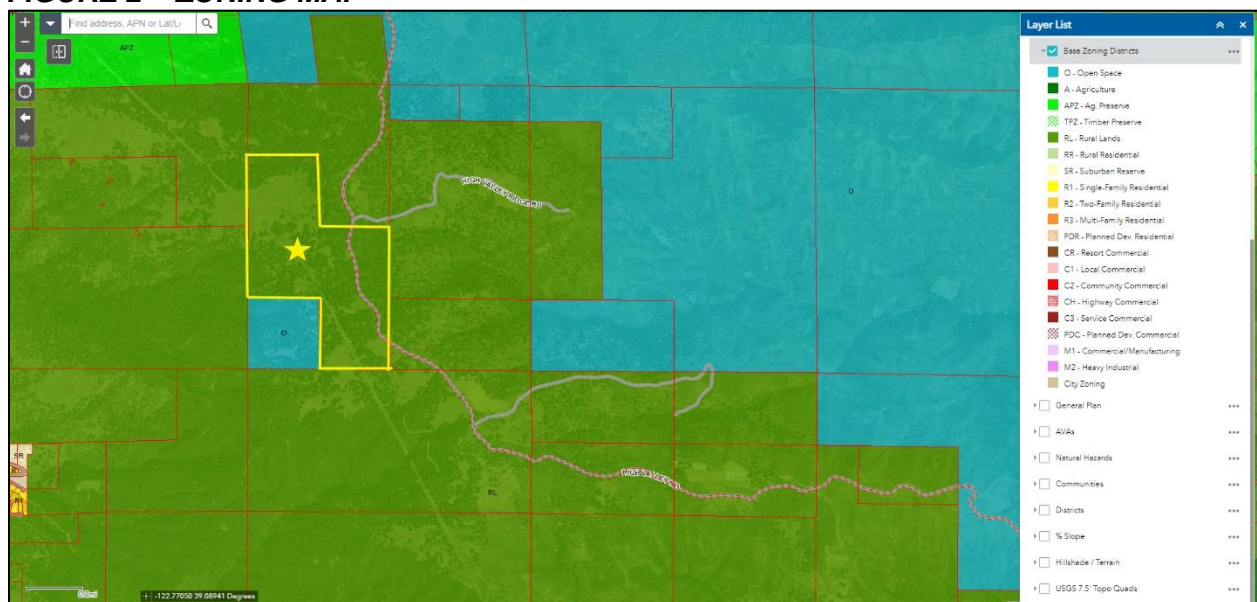 FIGURE 2 – ZONING MAP
Find address, APN or Lat/L
Layer List
Base Zoning Districts
O - Open Space
A - Agriculture
APZ - Ag. Preserve
TPZ - Timber Preserve
RL - Rural Lands
RR - Rural Residential
SR - Suburban Reserve
R1 - Single-Family Residential
R2 - Two-Family Residential
R3 - Multi-Family Residential
PDR - Planned Dev. Residential
CR - Resort Commercial
C1 - Local Commercial
C2 - Community Commercial
CH - Highway Commercial
C3 - Service Commercial
PDC - Planned Dev. Commercial
M1 - Commercial/Manufacturing
M2 - Heavy Industrial
City Zoning
General Plan
AVAs
Natural Hazards
Communities
Districts
% Slope
Hillshade / Terrain
USGS 7.5' Topo Quads
APZ
HIGH VALLEY RIDGE RD
O
O
SR
R1
R1
RL
HIGH VALLEY RD
0.2mi
-122.77050 39.08941 Degrees